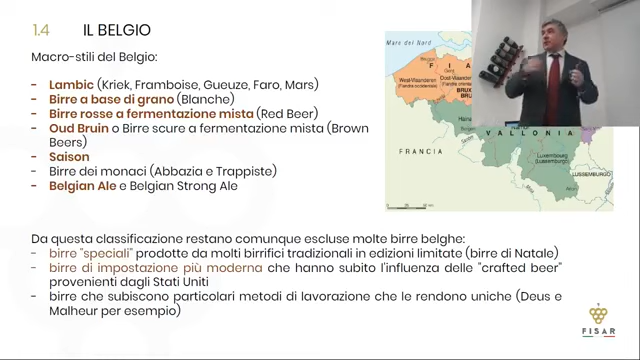 1.4 IL BELGIO
Macro-stili del Belgio:
- Lambic (Kriek, Framboise, Gueuze, Faro, Mars)
- Birre a base di grano (Blanche)
- Birre rosse a fermentazione mista (Red Beer)
- Oud Bruin o Birre scure a fermentazione mista (Brown
Beers)
- Saison
- Birre dei monaci (Abbazia e Trappiste)
- Belgian Ale e Belgian Strong Ale
Mare del Nord
West-Vlaanderen
Oost-Vlaanderen
VALLONIA
FRANCIA
Luxembourg
LUSSEMBURGO
Da questa classificazione restano comunque escluse molte birre belghe:
- birre "speciali" prodotte da molti birrifici tradizionali in edizioni limitate (birre di Natale)
- birre di impostazione più moderna che hanno subito l'influenza delle "crafted beer"
provenienti dagli Stati Uniti
- birre che subiscono particolari metodi di lavorazione che le rendono uniche (Deus e
Malheur per esempio)
FISAR